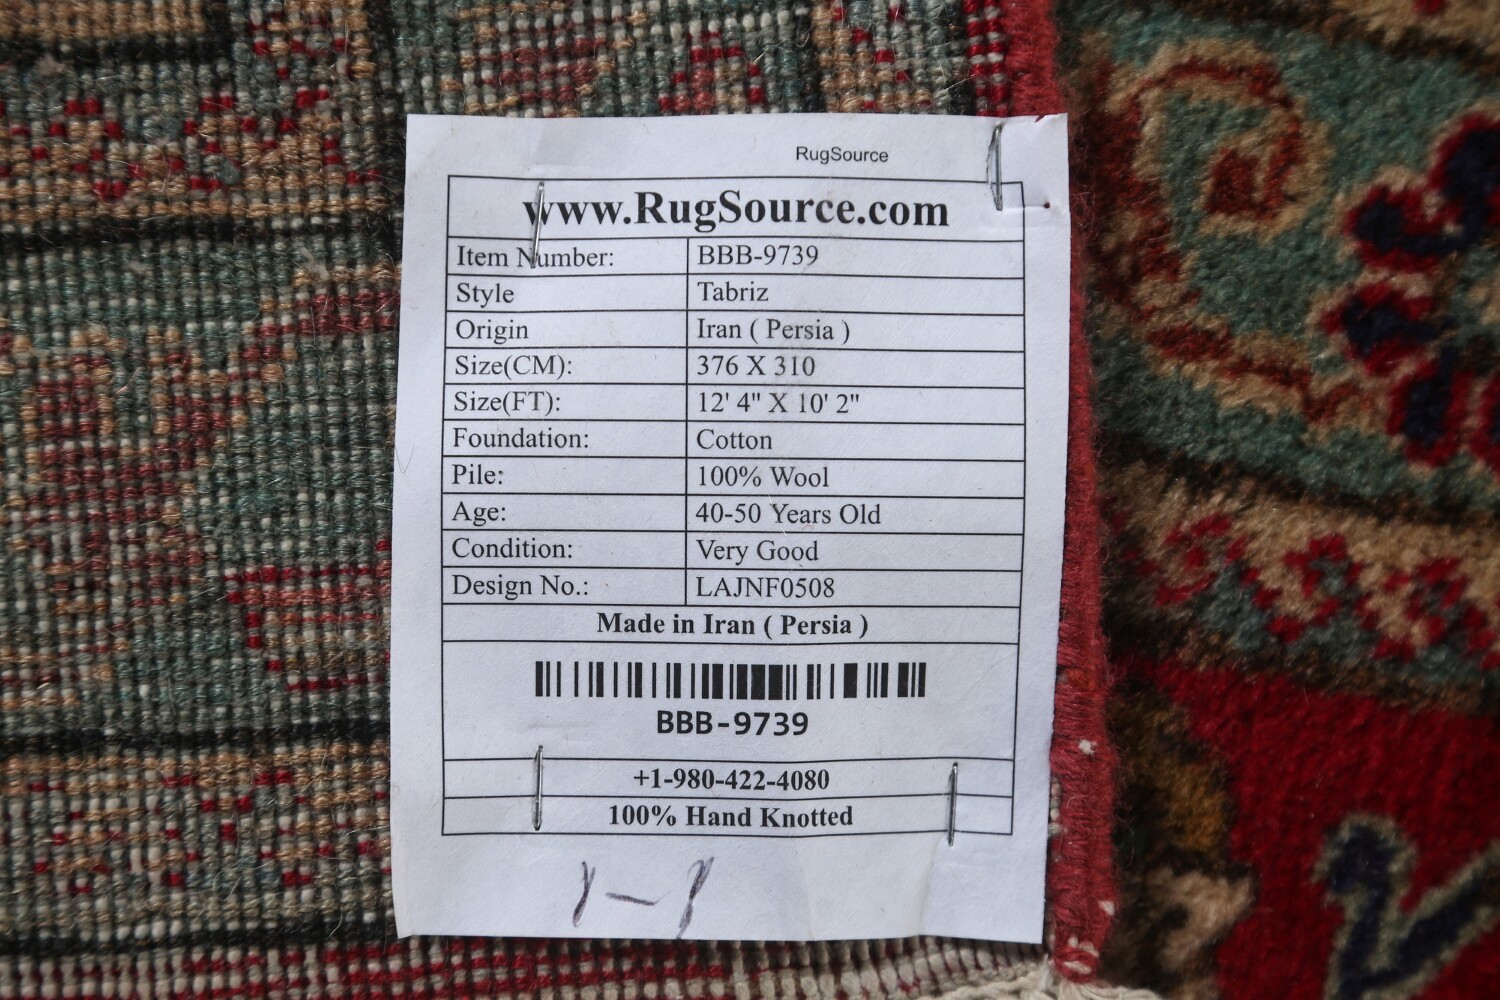 RugSource
www.RugSource.com
Item Number: BBB-9739
Style Tabriz
Origin Iran ( Persia )
Size(CM): 376 X 310
Size(FT): 12' 4" X 10' 2"
Foundation: Cotton
Pile: 100% Wool
Age: 40-50 Years Old
Condition: Very Good
Design No.: LAJNF0508
Made in Iran ( Persia )
BBB-9739
+1-980-422-4080
100% Hand Knotted